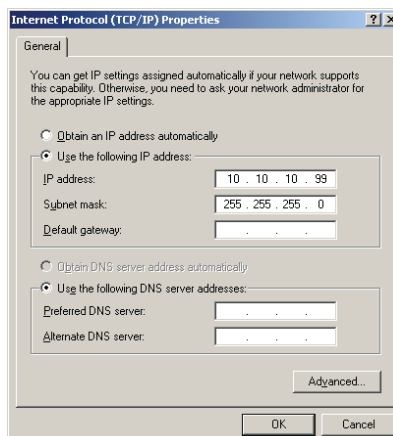 Internet Protocol (TCP/IP) Properties
? X
General
You can get IP settings assigned automatically if your network supports
this capability. Otherwise, you need to ask your network administrator for
the appropriate IP settings.
Obtain an IP address automatically
Use the following IP address:
IP address: 10 . 10 . 10 . 99
Subnet mask: 255 . 255 . 255 . 0
Default gateway: . . .
Obtain DNS server address automatically
Use the following DNS server addresses:
Preferred DNS server: . . .
Alternate DNS server: . . .
Advanced...
OK Cancel